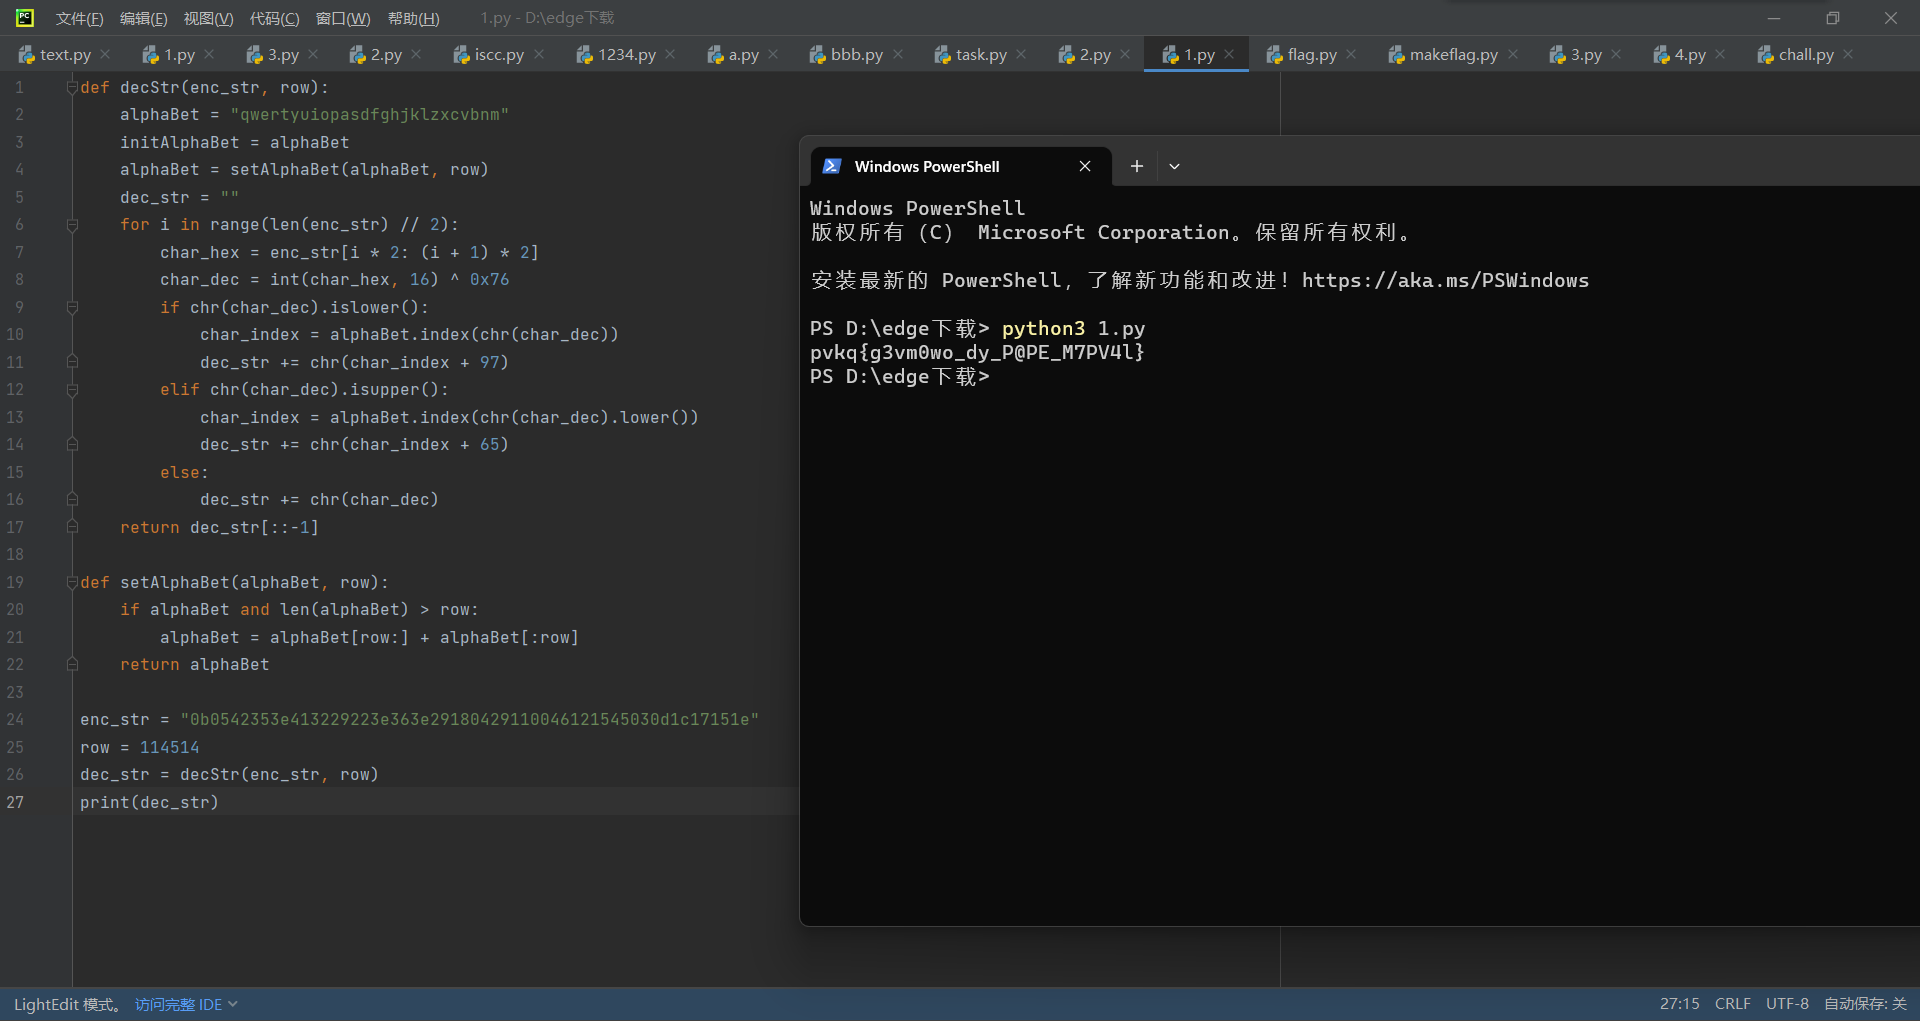 文件(F) 编辑(E) 视图(V) 代码(C) 窗口(W) 帮助(H) 1.py - D:\edge下载
text.py 1.py 3.py 2.py iscc.py 1234.py a.py bbb.py task.py 2.py 1.py flag.py makeflag.py 3.py 4.py chall.py
1 def decStr(enc_str, row):
2     alphaBet = "qwertyuiopasdfghjklzxcvbnm"
3     initAlphaBet = alphaBet
4     alphaBet = setAlphaBet(alphaBet, row)
5     dec_str = ""
6     for i in range(len(enc_str) // 2):
7         char_hex = enc_str[i * 2: (i + 1) * 2]
8         char_dec = int(char_hex, 16) ^ 0x76
9         if chr(char_dec).islower():
10             char_index = alphaBet.index(chr(char_dec))
11             dec_str += chr(char_index + 97)
12         elif chr(char_dec).isupper():
13             char_index = alphaBet.index(chr(char_dec).lower())
14             dec_str += chr(char_index + 65)
15         else:
16             dec_str += chr(char_dec)
17     return dec_str[::-1]
18
19 def setAlphaBet(alphaBet, row):
20     if alphaBet and len(alphaBet) > row:
21         alphaBet = alphaBet[row:] + alphaBet[:row]
22     return alphaBet
23
24 enc_str = "0b0542353e413229223e363e29180429110046121545030d1c17151e"
25 row = 114514
26 dec_str = decStr(enc_str, row)
27 print(dec_str)
Windows PowerShell
Windows PowerShell
版权所有（C） Microsoft Corporation。保留所有权利。
安装最新的 PowerShell，了解新功能和改进！https://aka.ms/PSWindows
PS D:\edge下载> python3 1.py
pvkq{g3vm0wo_dy_P@PE_M7PV4l}
PS D:\edge下载>
LightEdit 模式。 访问完整 IDE 27:15 CRLF UTF-8 自动保存: 关